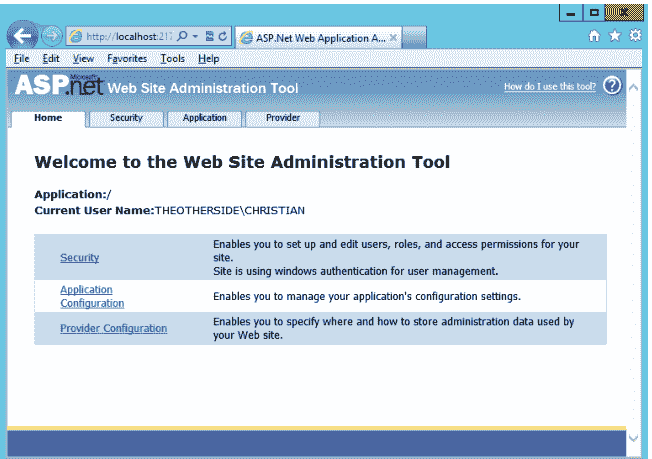 http://localhost:217
ASP.Net Web Application A...
File Edit View Favorites Tools Help
Microsoft
ASP.net Web Site Administration Tool
How do I use this tool? ?
Home Security Application Provider
Welcome to the Web Site Administration Tool
Application:/
Current User Name:THEOTHERSIDE\CHRISTIAN
Security
Enables you to set up and edit users, roles, and access permissions for your
site.
Site is using windows authentication for user management.
Application
Configuration
Enables you to manage your application's configuration settings.
Provider Configuration
Enables you to specify where and how to store administration data used by
your Web site.